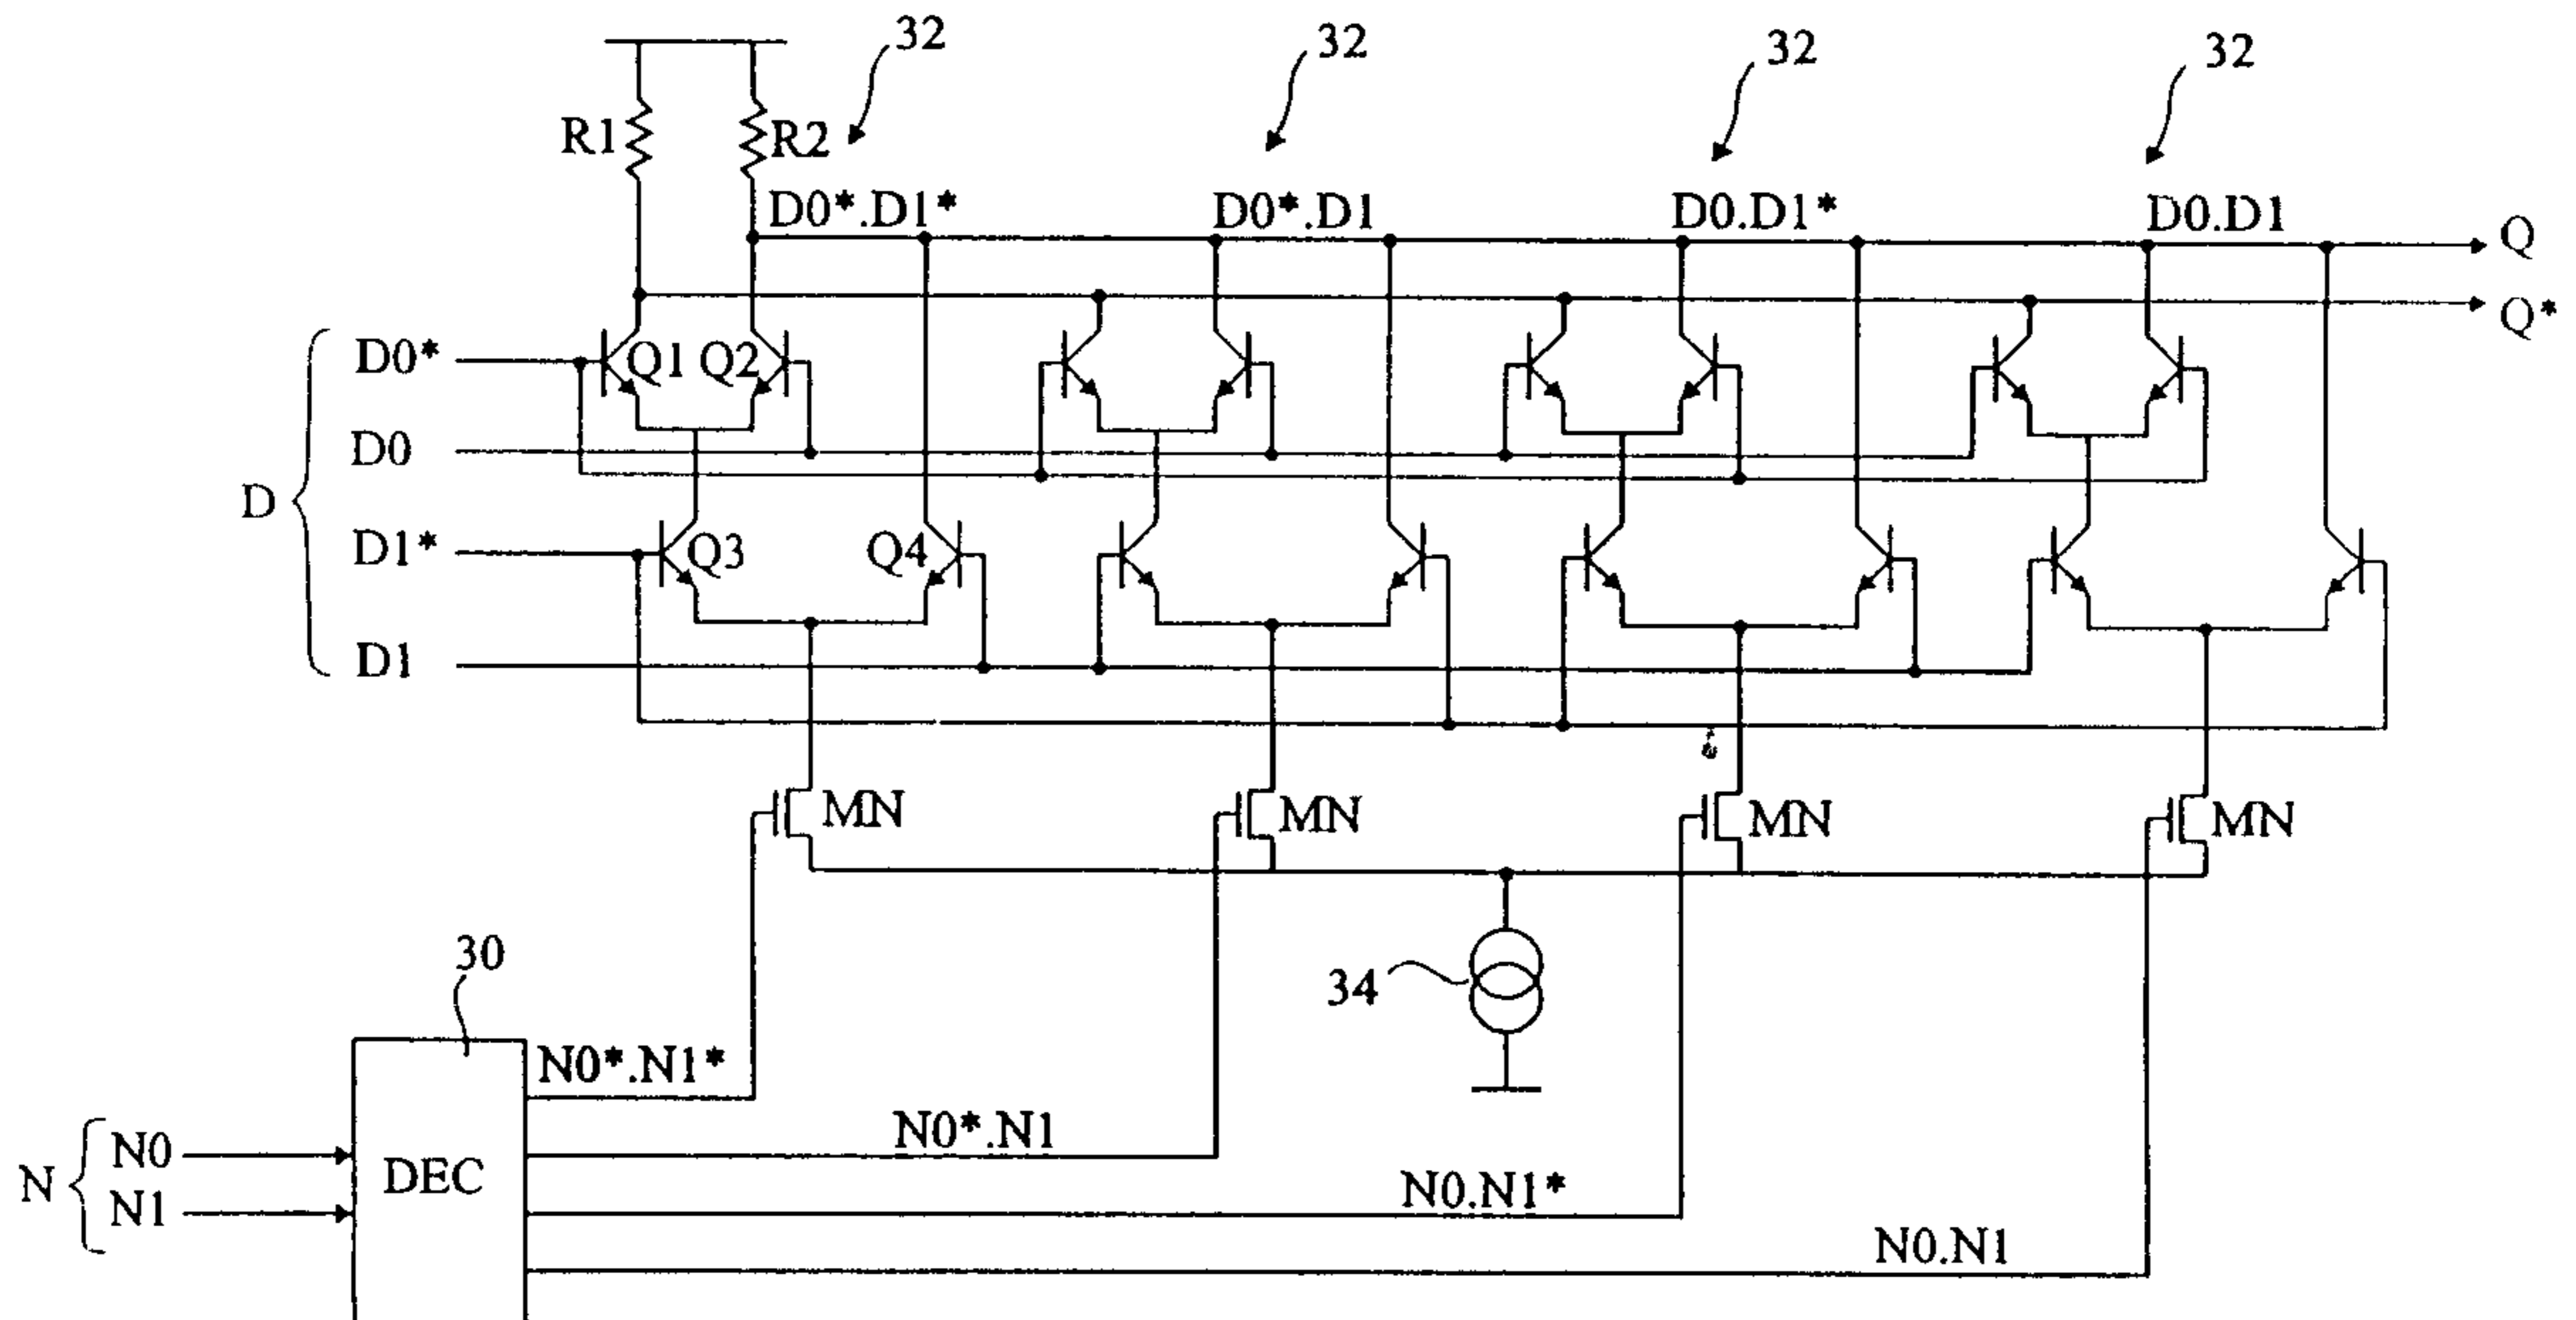 32 32 32 32
R1 R2
D0*.D1* D0*.D1 D0.D1* D0.D1 Q
Q*
D0* Q1 Q2
D0
D
D1* Q3 Q4
D1
MN MN MN MN
34
30
N0*.N1*
N0*.N1
N0
N DEC
N0.N1*
N1
N0.N1